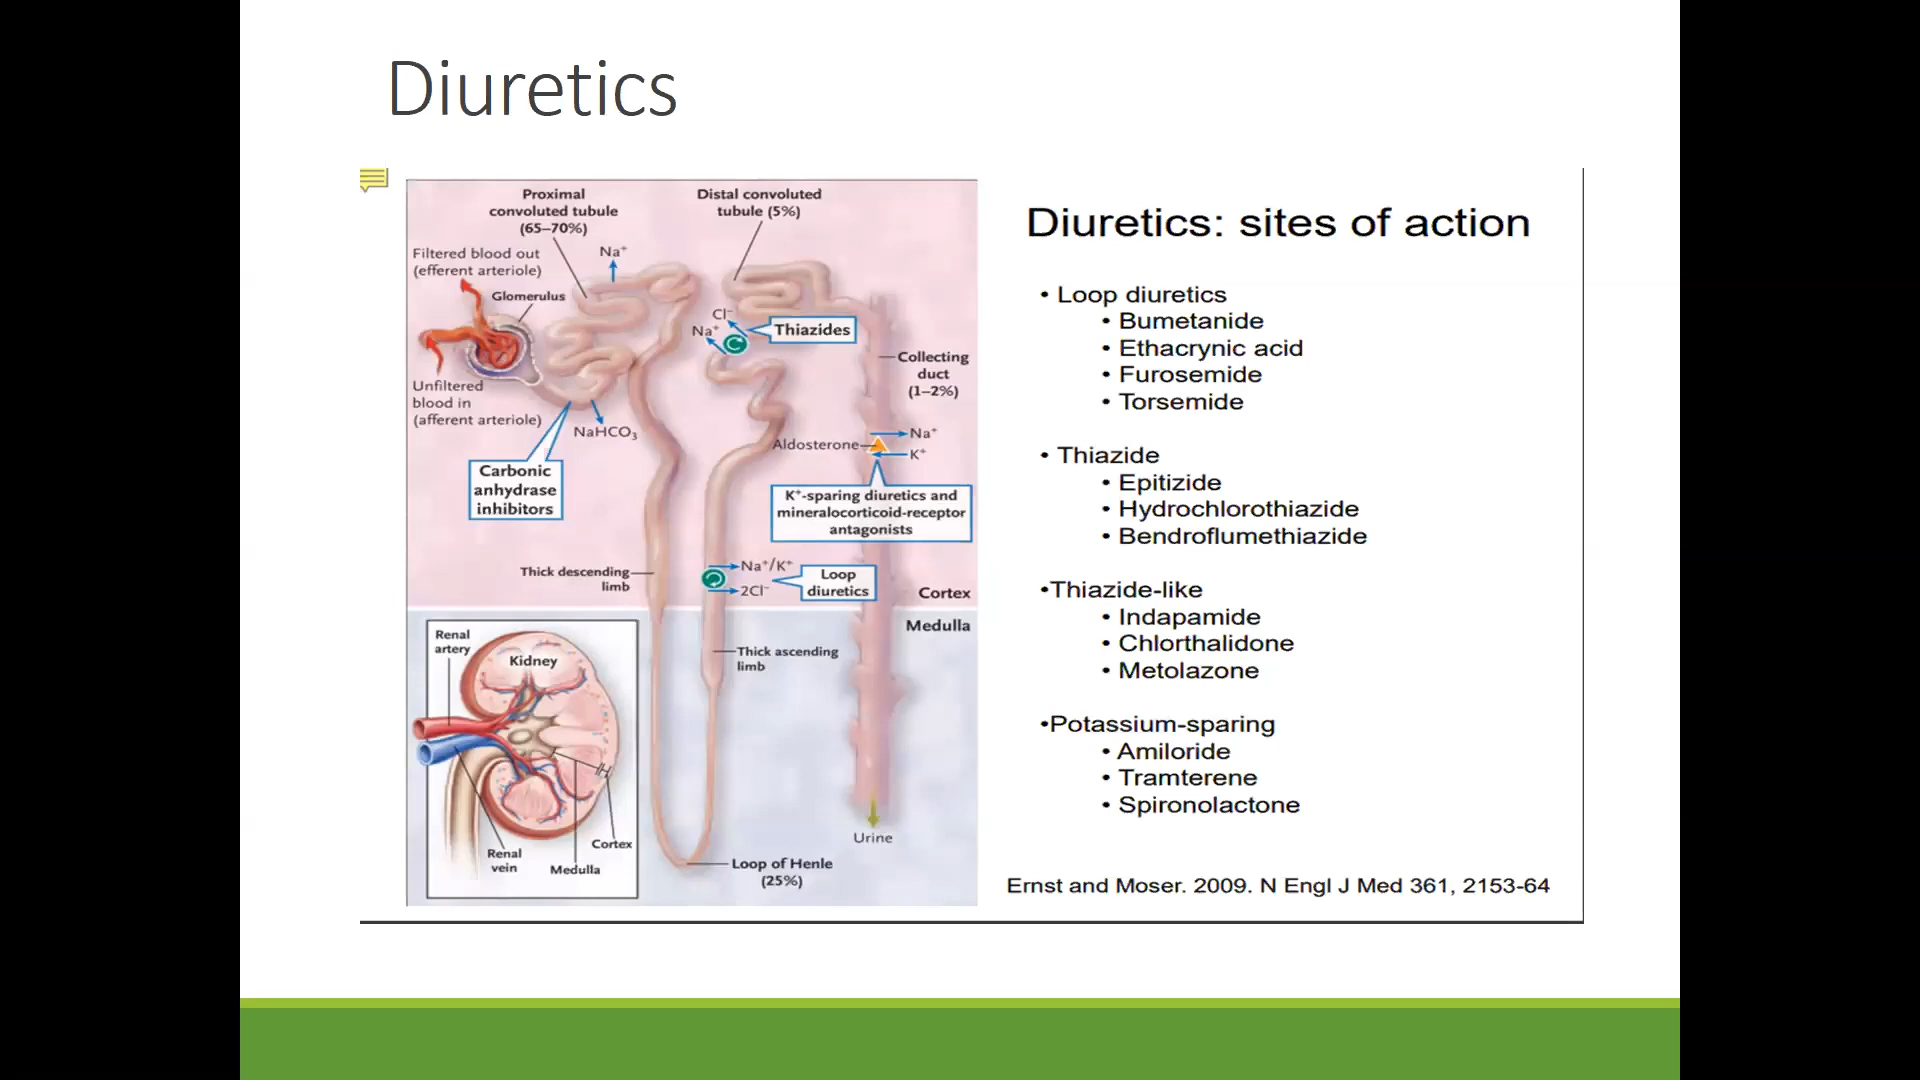 Diuretics
Proximal
convoluted tubule
(65–70%)
Distal convoluted
tubule (5%)
Filtered blood out
(efferent arteriole)
Na⁺
Glomerulus
Cl⁻
Na⁺
Thiazides
Collecting
duct
(1–2%)
Unfiltered
blood in
(afferent arteriole)
NaHCO₃
Aldosterone
Na⁺
K⁺
Carbonic
anhydrase
inhibitors
K⁺-sparing diuretics and
mineralocorticoid-receptor
antagonists
Thick descending
limb
Na⁺/K⁺
2Cl⁻
Loop
diuretics
Cortex
Medulla
Renal
artery
Kidney
Thick ascending
limb
Renal
vein
Medulla
Cortex
Urine
Loop of Henle
(25%)
Diuretics: sites of action
• Loop diuretics
• Bumetanide
• Ethacrynic acid
• Furosemide
• Torsemide
• Thiazide
• Epitizide
• Hydrochlorothiazide
• Bendroflumethiazide
•Thiazide-like
• Indapamide
• Chlorthalidone
• Metolazone
•Potassium-sparing
• Amiloride
• Tramterene
• Spironolactone
Ernst and Moser. 2009. N Engl J Med 361, 2153-64